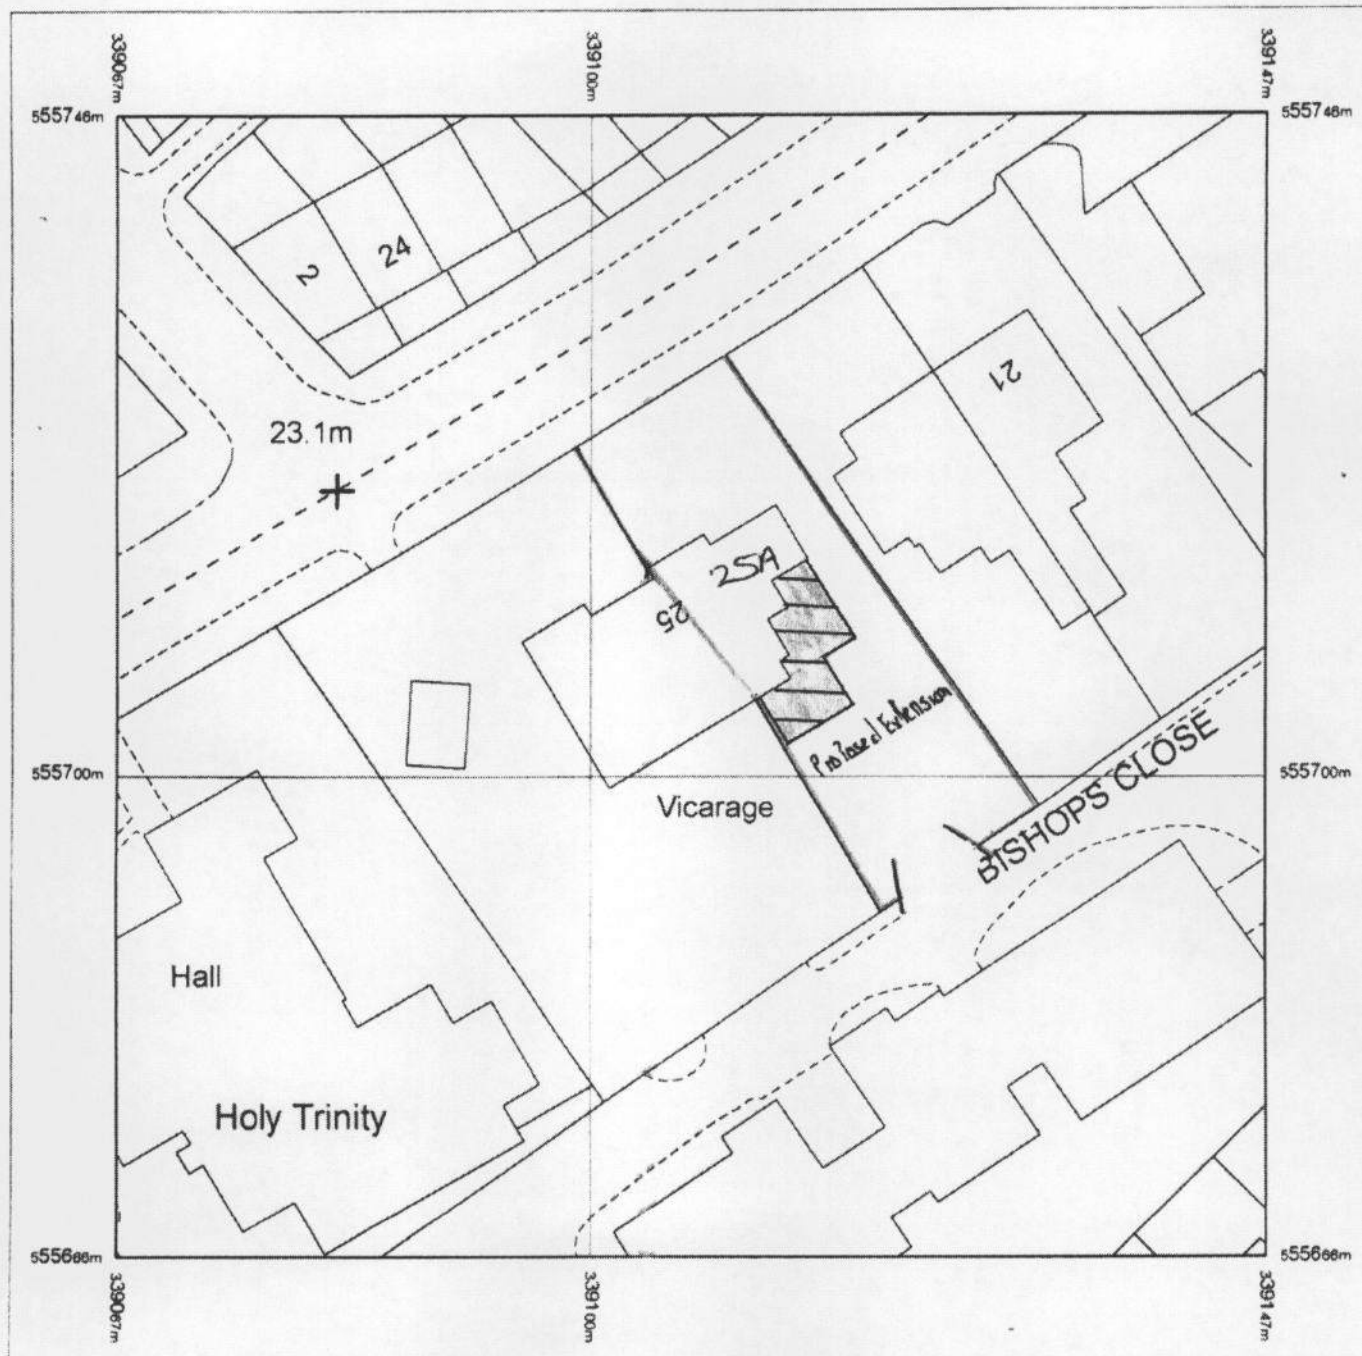 339067m
339100m
339147m
555746m
555746m
2
24
21
23.1m
25A
25
Proposed Extension
555700m
555700m
BISHOPS CLOSE
Vicarage
Hall
Holy Trinity
555666m
555666m
339067m
339100m
339147m